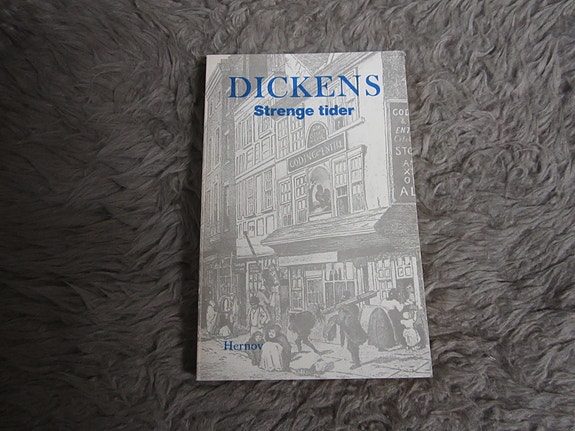 DICKENS
Strenge tider
Hernov